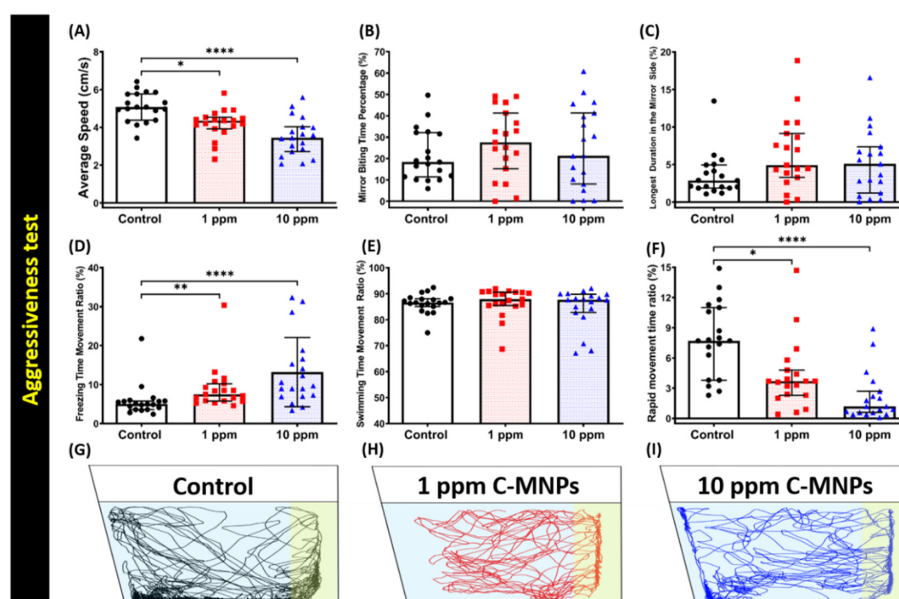 Aggressiveness test
(A)
Average Speed (cm/s)
8
6
4
2
0
*
****
Control 1 ppm 10 ppm
(B)
Mirror Biting Time Percentage (%)
70
60
50
40
30
20
10
0
Control 1 ppm 10 ppm
(C)
Longest Duration in the Mirror Side (%)
20
15
10
5
0
Control 1 ppm 10 ppm
(D)
Freezing Time Movement Ratio (%)
40
30
20
10
0
**
****
Control 1 ppm 10 ppm
(E)
Swimming Time Movement Ratio (%)
100
90
80
70
60
50
40
Control 1 ppm 10 ppm
(F)
Rapid movement time ratio (%)
15
12
9
6
3
0
*
****
Control 1 ppm 10 ppm
(G)
Control
(H)
1 ppm C-MNPs
(I)
10 ppm C-MNPs